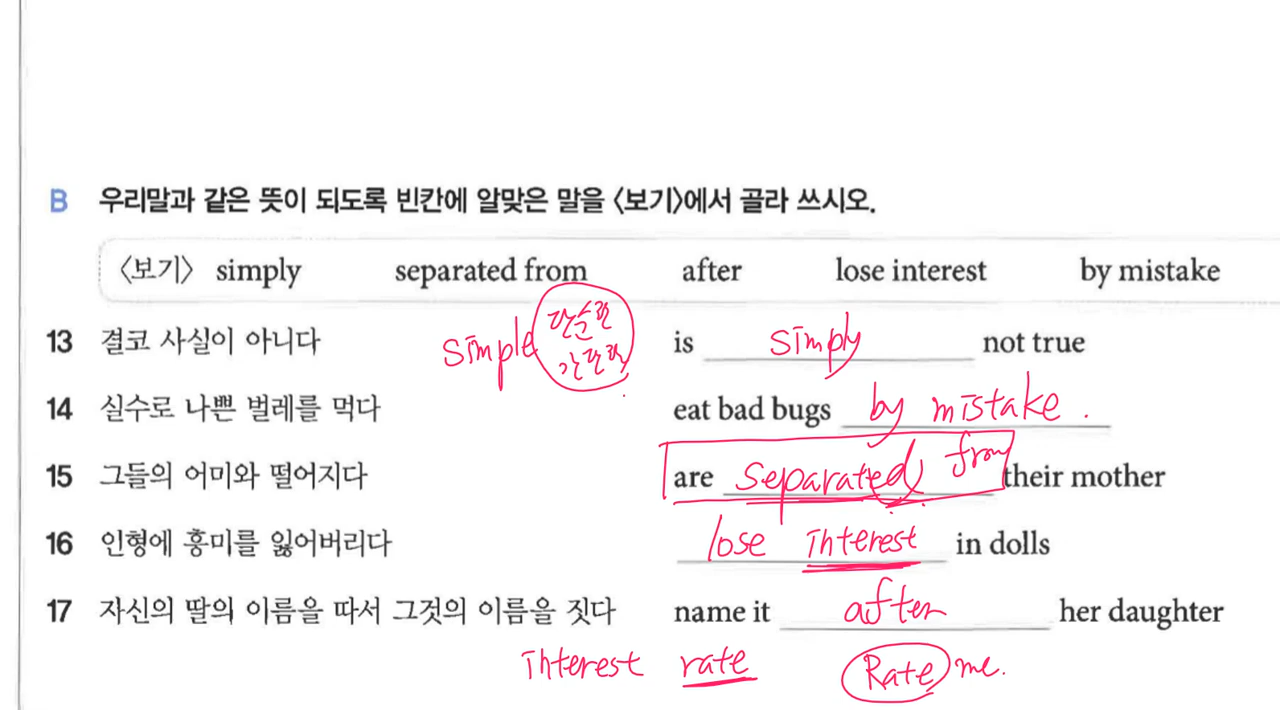 B 우리말과 같은 뜻이 되도록 빈칸에 알맞은 말을 〈보기〉에서 골라 쓰시오.
〈보기〉 simply separated from after lose interest by mistake
13 결코 사실이 아니다 simple 단순한 is simply not true
간단한
14 실수로 나쁜 벌레를 먹다 eat bad bugs by mistake.
15 그들의 어미와 떨어지다 are separated from their mother
16 인형에 흥미를 잃어버리다 lose interest in dolls
17 자신의 딸의 이름을 따서 그것의 이름을 짓다 name it after her daughter
interest rate Rate me.